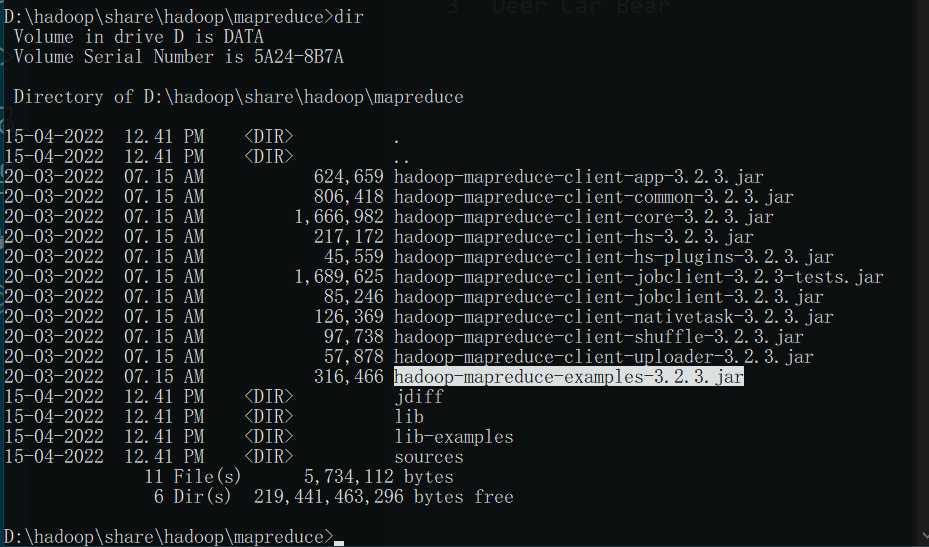 3 Deer Car Bear
D:\hadoop\share\hadoop\mapreduce>dir
Volume in drive D is DATA
Volume Serial Number is 5A24-8B7A
Directory of D:\hadoop\share\hadoop\mapreduce
15-04-2022 12.41 PM <DIR> .
15-04-2022 12.41 PM <DIR> ..
20-03-2022 07.15 AM 624,659 hadoop-mapreduce-client-app-3.2.3.jar
20-03-2022 07.15 AM 806,418 hadoop-mapreduce-client-common-3.2.3.jar
20-03-2022 07.15 AM 1,666,982 hadoop-mapreduce-client-core-3.2.3.jar
20-03-2022 07.15 AM 217,172 hadoop-mapreduce-client-hs-3.2.3.jar
20-03-2022 07.15 AM 45,559 hadoop-mapreduce-client-hs-plugins-3.2.3.jar
20-03-2022 07.15 AM 1,689,625 hadoop-mapreduce-client-jobclient-3.2.3-tests.jar
20-03-2022 07.15 AM 85,246 hadoop-mapreduce-client-jobclient-3.2.3.jar
20-03-2022 07.15 AM 126,369 hadoop-mapreduce-client-nativetask-3.2.3.jar
20-03-2022 07.15 AM 97,738 hadoop-mapreduce-client-shuffle-3.2.3.jar
20-03-2022 07.15 AM 57,878 hadoop-mapreduce-client-uploader-3.2.3.jar
20-03-2022 07.15 AM 316,466 hadoop-mapreduce-examples-3.2.3.jar
15-04-2022 12.41 PM <DIR> jdiff
15-04-2022 12.41 PM <DIR> lib
15-04-2022 12.41 PM <DIR> lib-examples
15-04-2022 12.41 PM <DIR> sources
11 File(s) 5,734,112 bytes
6 Dir(s) 219,441,463,296 bytes free
D:\hadoop\share\hadoop\mapreduce>